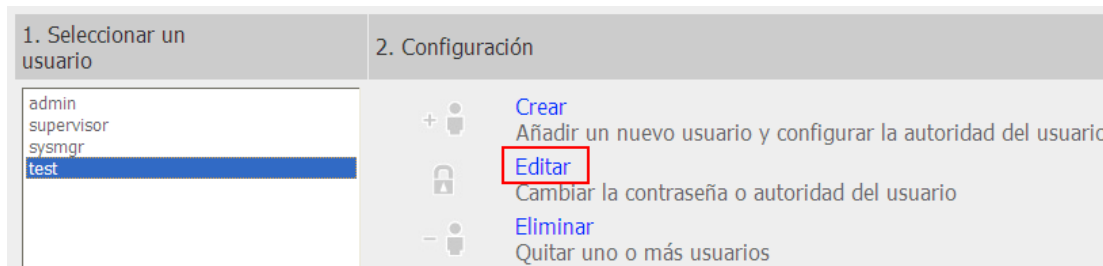 1. Seleccionar un
usuario
2. Configuración
admin
supervisor
sysmgr
test
Crear
Añadir un nuevo usuario y configurar la autoridad del usuario
Editar
Cambiar la contraseña o autoridad del usuario
Eliminar
Quitar uno o más usuarios